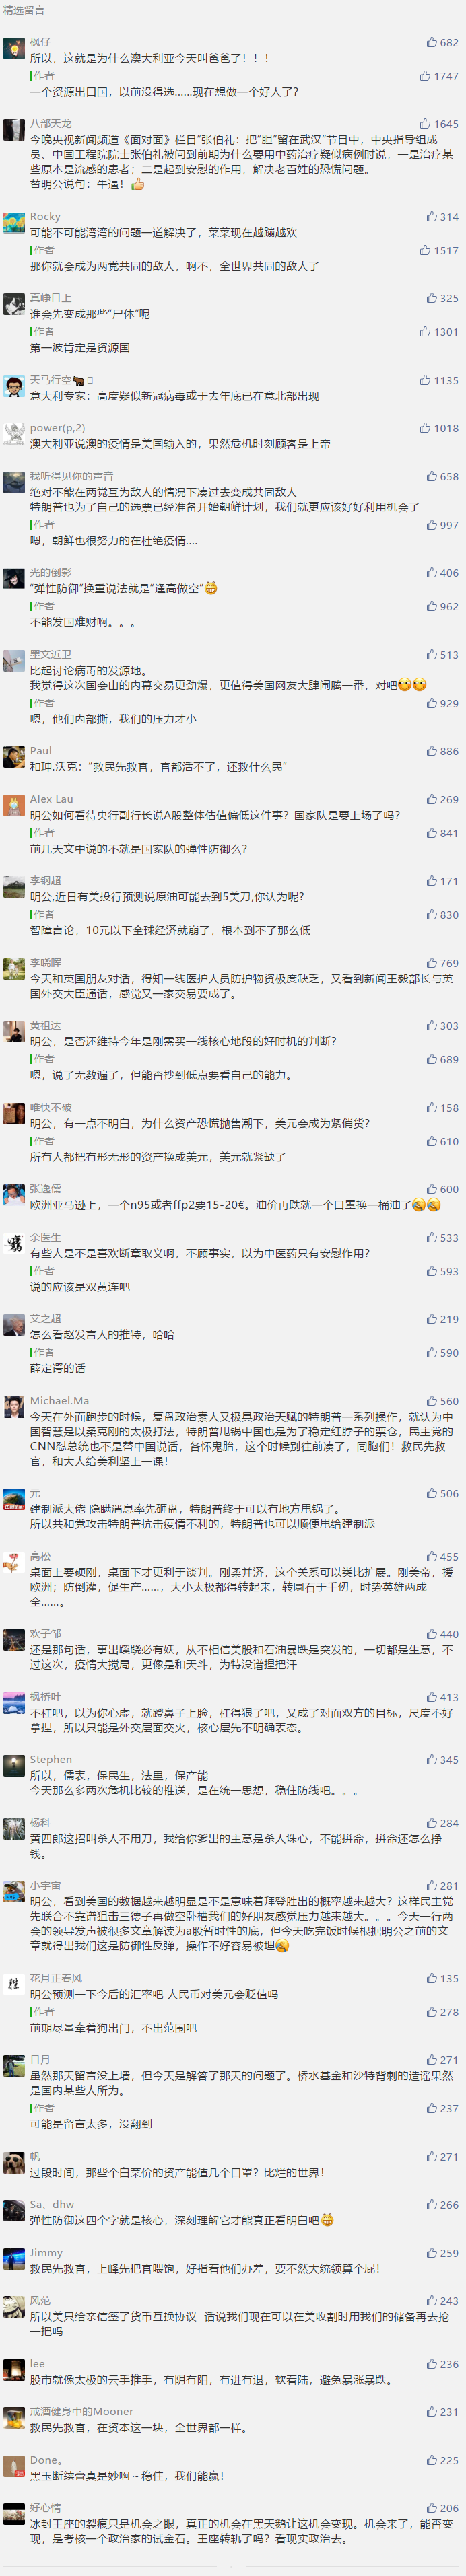 精选留言
枫仔
682
所以，这就是为什么澳大利亚今天叫爸爸了！！！
作者
1747
一个资源出口国，以前没得选......现在想做一个好人了？
八部天龙
1645
今晚央视新闻频道《面对面》栏目“张伯礼：把“胆”留在武汉”节目中，中央指导组成
员、中国工程院院士张伯礼被问到前期为什么要用中药治疗疑似病例时说，一是治疗某
些原本是流感的患者；二是起到安慰的作用，解决老百姓的恐慌问题。
替明公说句：牛逼！👍
Rocky
314
可能不可能湾湾的问题一道解决了，菜菜现在越蹦越欢
作者
1517
那你就会成为两党共同的敌人，啊不，全世界共同的敌人了
真峥日上
325
谁会先变成那些“尸体”呢
作者
1301
第一波肯定是资源国
天马行空🐂
1135
意大利专家：高度疑似新冠病毒或于去年底已在意北部出现
power(p,2)
1018
澳大利亚说澳的疫情是美国输入的，果然危机时刻顾客是上帝
我听得见你的声音
658
绝对不能在两党互为敌人的情况下凑过去变成共同敌人
特朗普也为了自己的选票已经准备开始朝鲜计划，我们就更应该好好利用机会了
作者
997
嗯，朝鲜也很努力的在杜绝疫情....
光的倒影
406
“弹性防御”换重说法就是“逢高做空”😁
作者
962
不能发国难财啊。。。
墨文近卫
513
比起讨论病毒的发源地。
我觉得这次国会山的内幕交易更劲爆，更值得美国网友大肆闹腾一番，对吧
作者
929
嗯，他们内部撕，我们的压力才小
Paul
886
和珅.沃克：“救民先救官，官都活不了，还救什么民”
Alex Lau
269
明公如何看待央行副行长说A股整体估值偏低这件事？国家队是要上场了吗？
作者
841
前几天文中说的不就是国家队的弹性防御么？
李钢超
171
明公,近日有美投行预测说原油可能去到5美刀,你认为呢?
作者
830
智障言论，10元以下全球经济就崩了，根本到不了那么低
李晓晖
769
今天和英国朋友对话，得知一线医护人员防护物资极度缺乏，又看到新闻王毅部长与英
国外交大臣通话，感觉又一家交易要成了。
黄祖达
303
明公，是否还维持今年是刚需买一线核心地段的好时机的判断？
作者
689
嗯，说了无数遍了，但能否抄到低点要看自己的能力。
唯快不破
158
明公，有一点不明白，为什么资产恐慌抛售潮下，美元会成为紧俏货？
作者
610
所有人都把有形无形的资产换成美元，美元就紧缺了
张逸儒
600
欧洲亚马逊上，一个n95或者ffp2要15-20€。油价再跌就一个口罩换一桶油了🤣🤣
余医生
533
有些人是不是喜欢断章取义啊，不顾事实，以为中医药只有安慰作用？
作者
593
说的应该是双黄连吧
艾之超
219
怎么看赵发言人的推特，哈哈
作者
590
薛定谔的话
Michael.Ma
560
今天在外面跑步的时候，复盘政治素人又极具政治天赋的特朗普一系列操作，就认为中
国智慧是以柔克刚的太极打法，特朗普甩锅中国也是为了稳定红脖子的票仓，民主党的
CNN怼总统也不是替中国说话，各怀鬼胎，这个时候别往前凑了，同胞们！救民先救
官，和大人给美利坚上一课！
元
506
建制派大佬 隐瞒消息率先砸盘，特朗普终于可以有地方甩锅了。
所以共和党攻击特朗普抗击疫情不利的，特朗普也可以顺便甩给建制派
高松
455
桌面上要硬刚，桌面下才更利于谈判。刚柔并济，这个关系可以类比扩展。刚美帝，援
欧洲；防倒灌，促生产......，大小太极都得转起来，转圜石于千仞，时势英雄两成
全......。
欢子邹
440
还是那句话，事出蹊跷必有妖，从不相信美股和石油暴跌是突发的，一切都是生意，不
过这次，疫情大搅局，更像是和天斗，为特没谱捏把汗
枫桥叶
413
不杠吧，以为你心虚，就蹬鼻子上脸，杠得狠了吧，又成了对面双方的目标，尺度不好
拿捏，所以只能是外交层面交火，核心层先不明确表态。
Stephen
345
所以，儒表，保民生，法里，保产能
今天那么多两次危机比较的推送，是在统一思想，稳住防线吧。。。
杨科
284
黄四郎这招叫杀人不用刀，我给你爹出的主意是杀人诛心，不能拼命，拼命还怎么挣
钱。
小宇宙
281
明公，看到美国的数据越来越明显是不是意味着拜登胜出的概率越来越大？这样民主党
先联合不靠谱狙击三德子再做空卧槽我们的好朋友感觉压力越来越大。。。今天一行两
会的领导发声被很多文章解读为a股暂时性的底，但今天吃完饭时候根据明公之前的文
章就得出我们这是防御性反弹，操作不好容易被埋🤣
花月正春风
135
明公预测一下今后的汇率吧 人民币对美元会贬值吗
作者
278
前期尽量牵着狗出门，不出范围吧
日月
271
虽然那天留言没上墙，但今天是解答了那天的问题了。桥水基金和沙特背刺的造谣果然
是国内某些人所为。
作者
237
可能是留言太多，没翻到
帆
271
过段时间，那些个白菜价的资产能值几个口罩？比烂的世界！
Sa、dhw
266
弹性防御这四个字就是核心，深刻理解它才能真正看明白吧😁
Jimmy
259
救民先救官，上峰先把官喂饱，好指着他们办差，要不然大统领算个屁！
风范
243
所以美只给亲信签了货币互换协议  话说我们现在可以在美收割时用我们的储备再去抢
一把吗
lee
236
股市就像太极的云手推手，有阴有阳，有进有退，软着陆，避免暴涨暴跌。
戒酒健身中的Mooner
231
救民先救官，在资本这一块，全世界都一样。
Done。
225
黑玉断续膏真是妙啊～稳住，我们能赢！
好心情
206
冰封王座的裂痕只是机会之眼，真正的机会在黑天鹅让这机会变现。机会来了，能否变
现，是考核一个政治家的试金石。王座转轨了吗？看现实政治去。